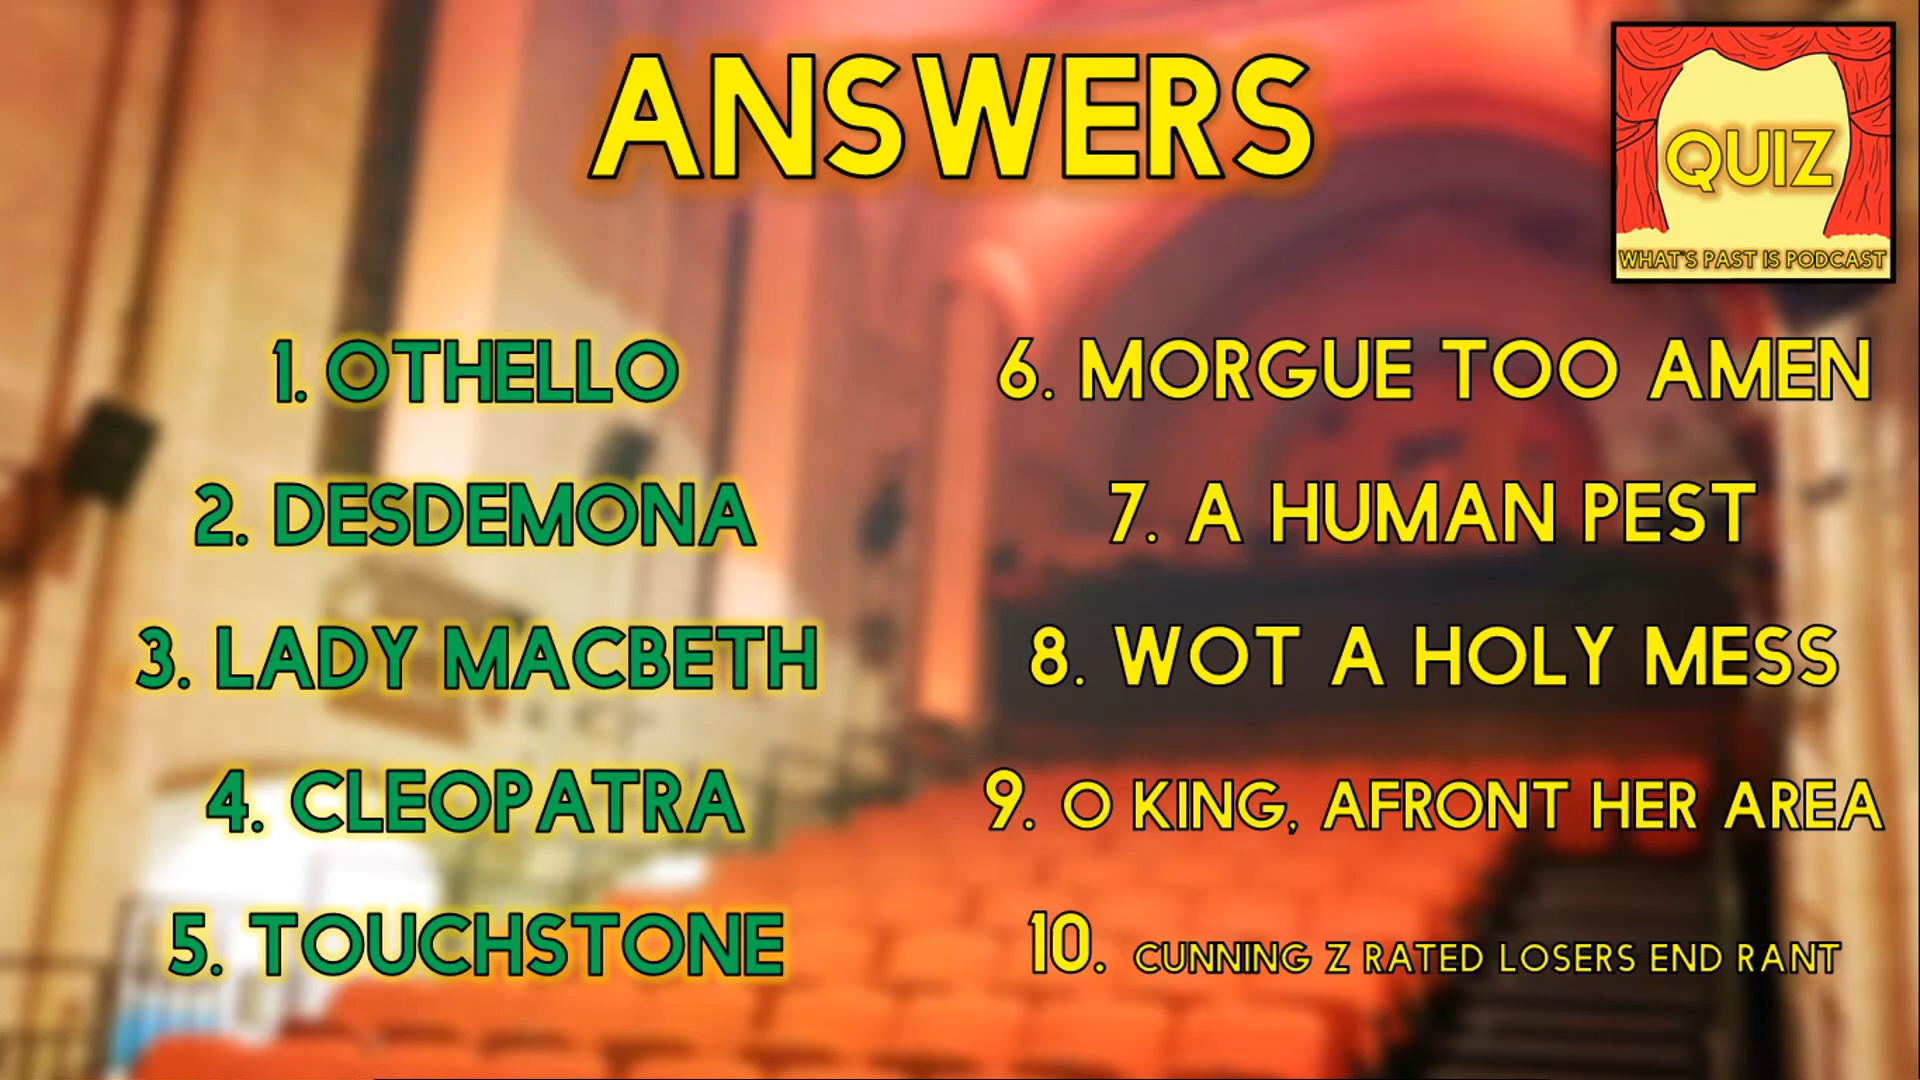 ANSWERS
QUIZ
WHAT'S PAST IS PODCAST
1. OTHELLO
2. DESDEMONA
3. LADY MACBETH
4. CLEOPATRA
5. TOUCHSTONE
6. MORGUE TOO AMEN
7. A HUMAN PEST
8. WOT A HOLY MESS
9. O KING, AFRONT HER AREA
10. CUNNING Z RATED LOSERS END RANT